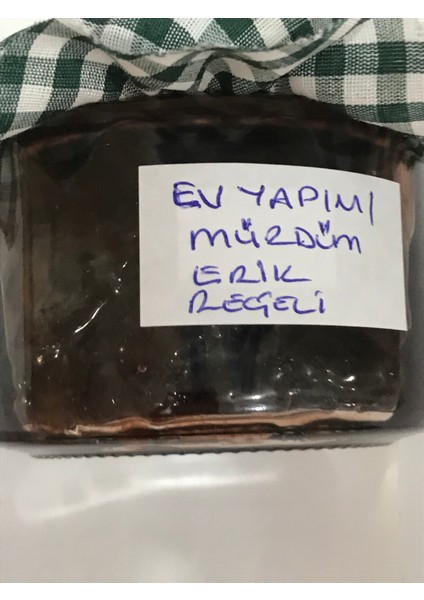 EV YAPIMI
MÜRDÜM
ERİK
REÇELİ